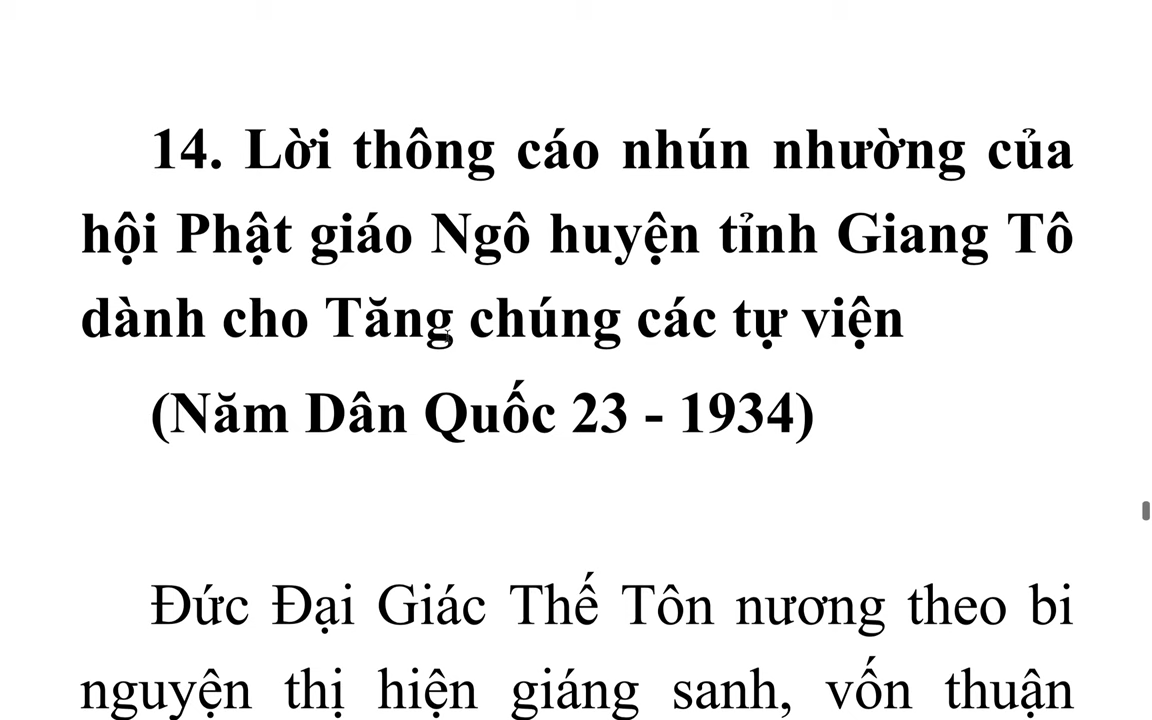 14. Lời thông cáo nhún nhường của
hội Phật giáo Ngô huyện tỉnh Giang Tô
dành cho Tăng chúng các tự viện
(Năm Dân Quốc 23 - 1934)
Đức Đại Giác Thế Tôn nương theo bi
nguyện thị hiện giáng sanh, vốn thuận